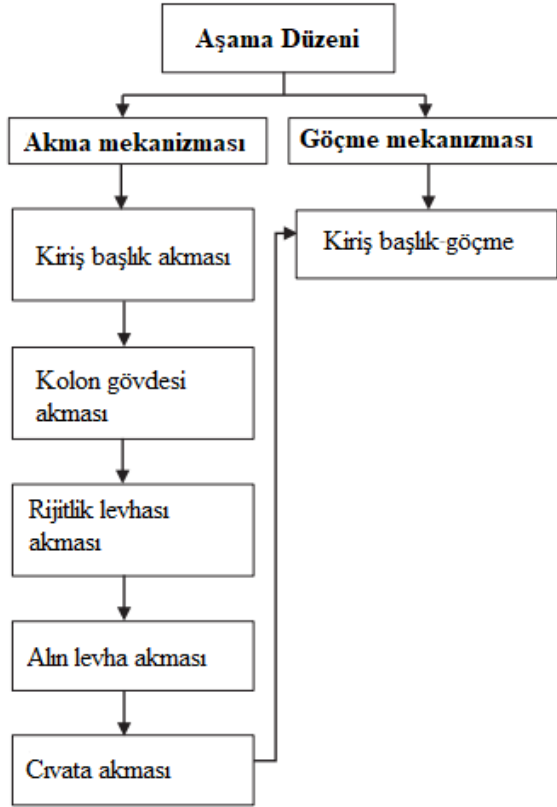 Aşama Düzeni
Akma mekanizması
Göçme mekanızması
Kiriş başlık akması
Kiriş başlık-göçme
Kolon gövdesi
akması
Rijitlik levhası
akması
Alın levha akması
Cıvata akması